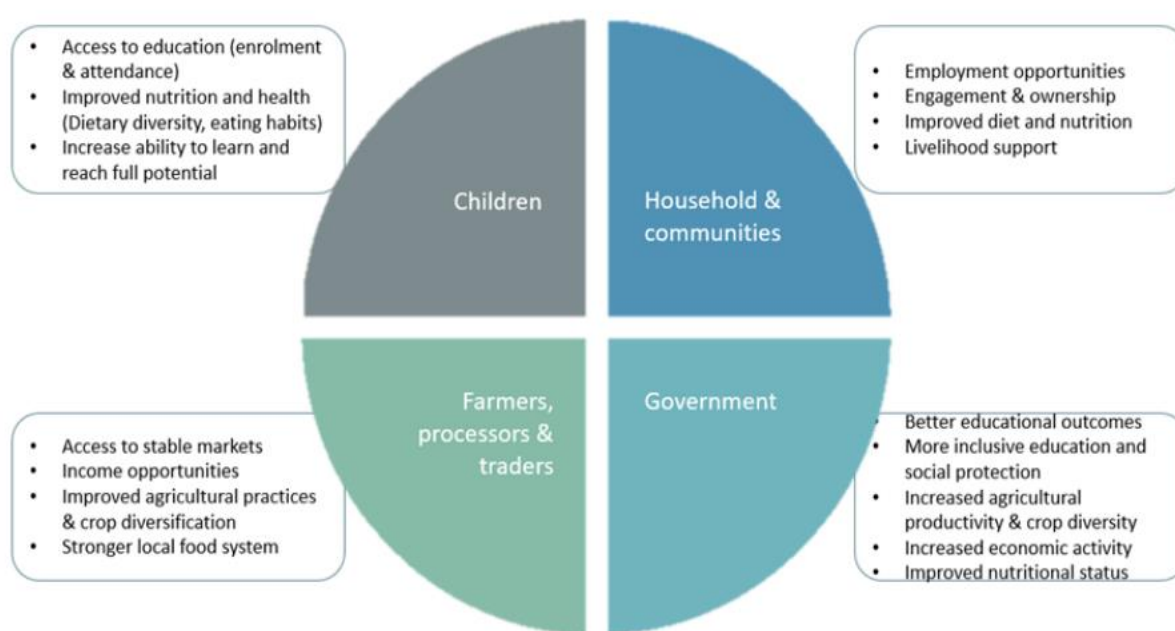 • Access to education (enrolment
& attendance)
• Improved nutrition and health
(Dietary diversity, eating habits)
• Increase ability to learn and
reach full potential
Children
Household &
communities
• Employment opportunities
• Engagement & ownership
• Improved diet and nutrition
• Livelihood support
Farmers,
processors &
traders
• Access to stable markets
• Income opportunities
• Improved agricultural practices
& crop diversification
• Stronger local food system
Government
• Better educational outcomes
• More inclusive education and
social protection
• Increased agricultural
productivity & crop diversity
• Increased economic activity
• Improved nutritional status